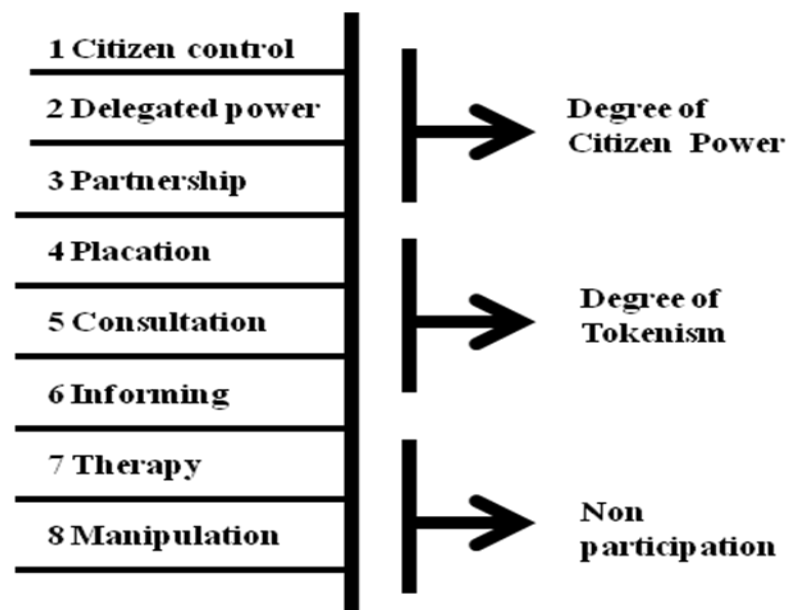 1 Citizen control
2 Delegated power
3 Partnership
4 Placation
5 Consultation
6 Informing
7 Therapy
8 Manipulation
Degree of
Citizen Power
Degree of
Tokenism
Non
participation